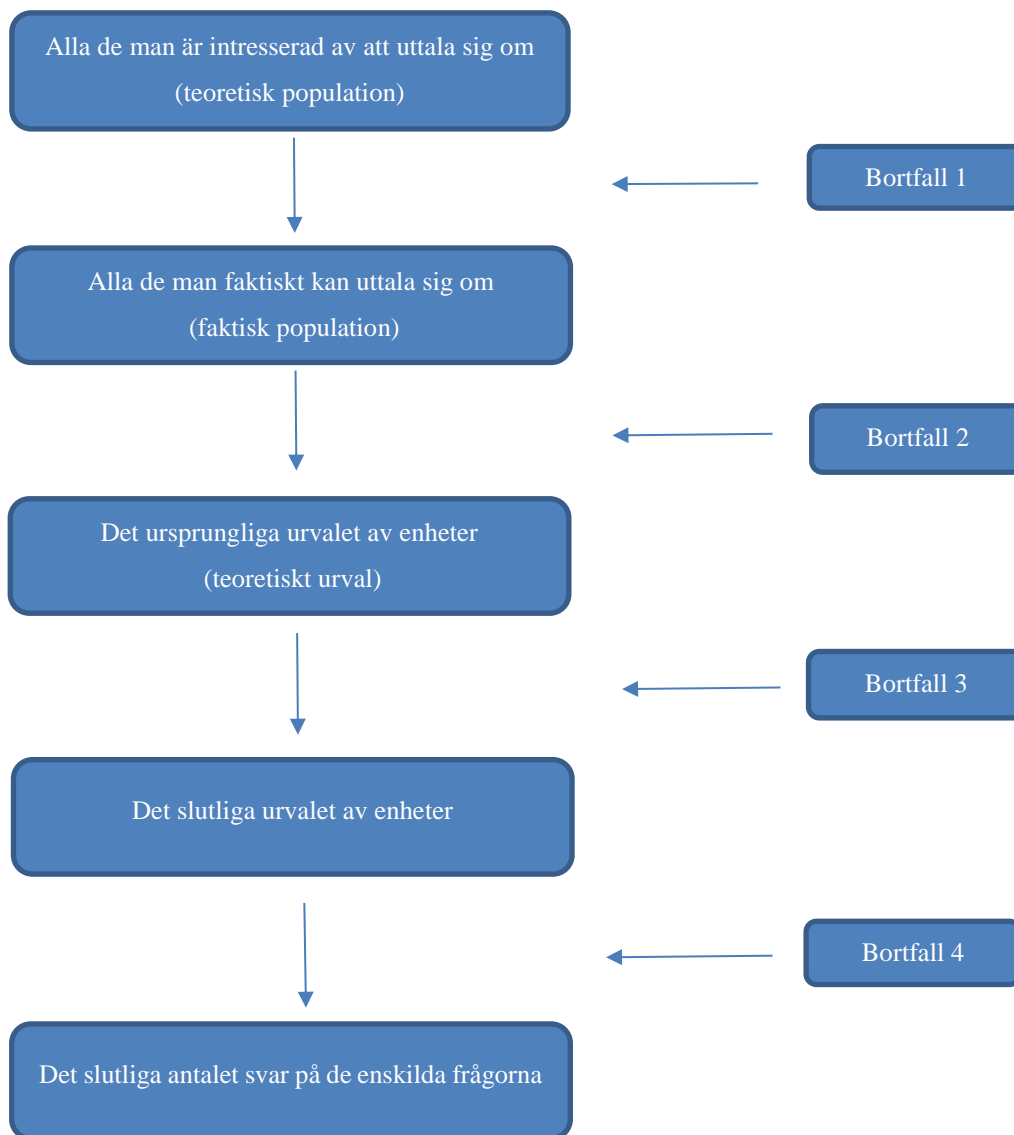 Alla de man är intresserad av att uttala sig om
(teoretisk population)
Bortfall 1
Alla de man faktiskt kan uttala sig om
(faktisk population)
Bortfall 2
Det ursprungliga urvalet av enheter
(teoretiskt urval)
Bortfall 3
Det slutliga urvalet av enheter
Bortfall 4
Det slutliga antalet svar på de enskilda frågorna